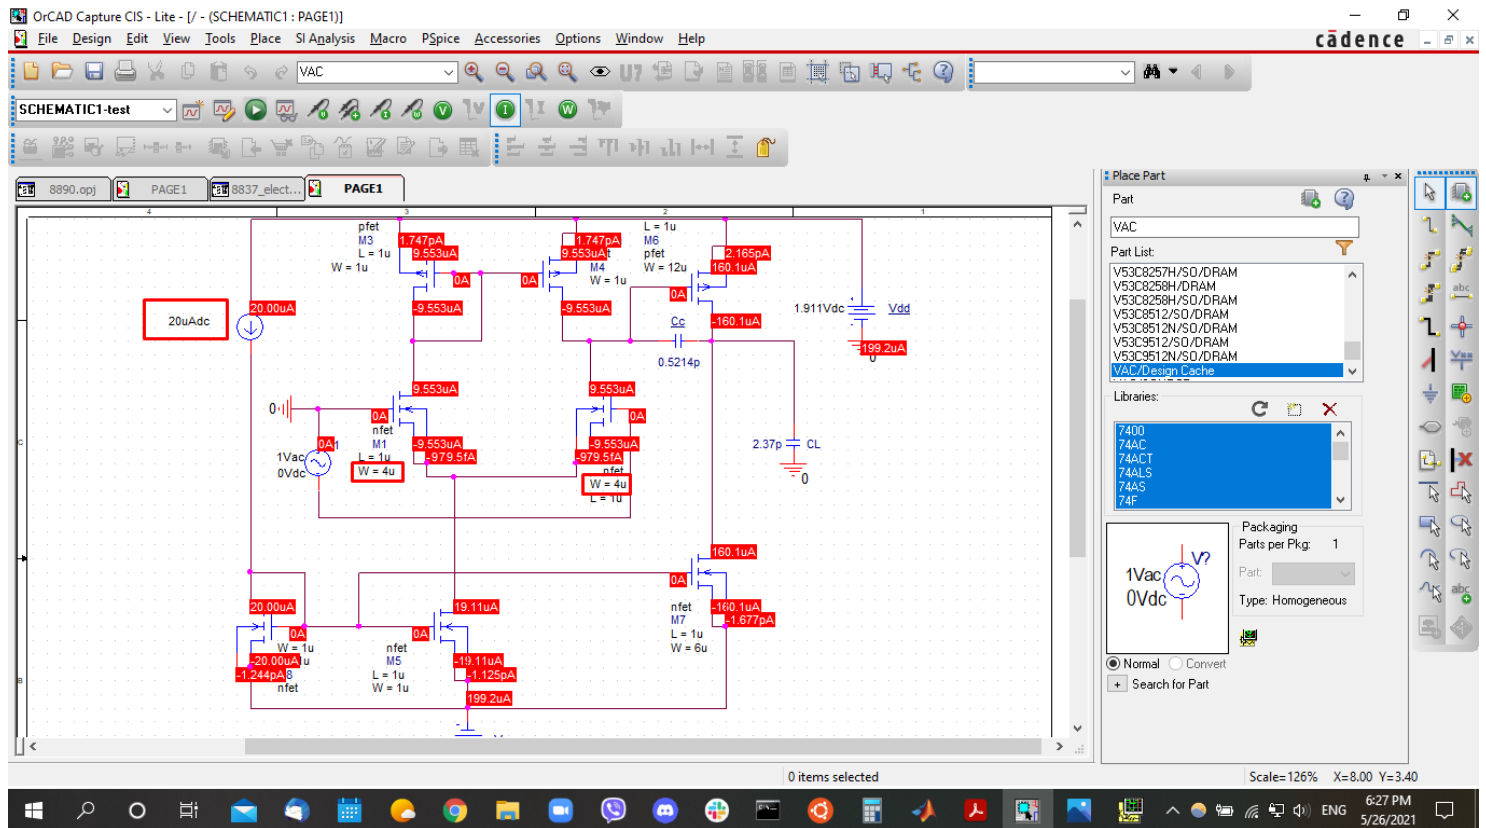 OrCAD Capture CIS - Lite - [/ - (SCHEMATIC1 : PAGE1)]
File Design Edit View Tools Place SI Analysis Macro PSpice Accessories Options Window Help
cādence
VAC
SCHEMATIC1-test
8890.opj
PAGE1
8837_elect...
PAGE1
4 3 2 1
pfet
M3
L = 1u
W = 1u
1.747pA
9.553uA
0A
-9.553uA
1.747pA
9.553uA
M4
W = 1u
0A
-9.553uA
L = 1u
M6
pfet
W = 12u
2.165pA
160.1uA
0A
-160.1uA
20uAdc
20.00uA
Cc
0.5214p
1.911Vdc
Vdd
199.2uA
0
0
0A
1Vac
0Vdc
9.553uA
0A
nfet
M1
L = 1u
W = 4u
-9.553uA
-979.5fA
9.553uA
0A
-9.553uA
-979.5fA
nfet
W = 4u
L = 1u
2.37p
CL
0
C
160.1uA
0A
nfet
M7
L = 1u
W = 6u
-160.1uA
-1.677pA
20.00uA
0A
W = 1u
-20.00uA
-1.244pA
8
nfet
19.11uA
0A
nfet
M5
L = 1u
W = 1u
-19.11uA
-1.125pA
199.2uA
B
Place Part
Part
VAC
Part List:
V53C8257H/SO/DRAM
V53C8258H/DRAM
V53C8258H/SO/DRAM
V53C8512/SO/DRAM
V53C8512N/SO/DRAM
V53C9512/SO/DRAM
V53C9512N/SO/DRAM
VAC/Design Cache
Libraries:
7400
74AC
74ACT
74ALS
74AS
74F
V?
1Vac
0Vdc
Packaging
Parts per Pkg: 1
Part:
Type: Homogeneous
Normal
Convert
Search for Part
0 items selected
Scale=126% X=8.00 Y=3.40
ENG
6:27 PM
5/26/2021